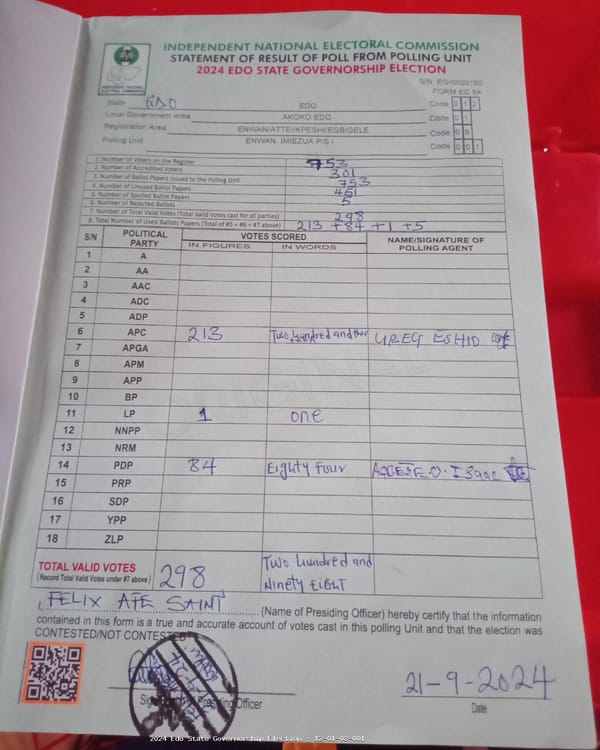 INDEPENDENT NATIONAL ELECTORAL COMMISSION
STATEMENT OF RESULT OF POLL FROM POLLING UNIT
2024 EDO STATE GOVERNORSHIP ELECTION
INDEPENDENT NATIONAL ELECTORAL COMMISSION
S/N. EG/0000160
FORM EC 8A
State EDO EDO Code 0 1 2
Local Government Area AKOKO EDO Code 0 1
Registration Area ENWAN/ATTE/IKPESHI/EGBIGELE Code 0 8
Polling Unit ENWAN, IMIEZUA P/S I Code 0 0 1
1. Number of Voters on the Register 753
2. Number of Accredited Voters 301
3. Number of Ballot Papers Issued to the Polling Unit 753
4. Number of Unused Ballot Papers 451
5. Number of Spoiled Ballot Papers
6. Number of Rejected Ballots 5
7. Number of Total Valid Votes (Total Valid Votes cast for all parties) 298
8. Total Number of Used Ballots Papers (Total of #5 + #6 + #7 above) 213 +84 +1 +5
S/N POLITICAL PARTY VOTES SCORED NAME/SIGNATURE OF POLLING AGENT
IN FIGURES IN WORDS
1 A
2 AA
3 AAC
4 ADC
5 ADP
6 APC 213 Two hundred and
7 APGA
8 APM
9 APP
10 BP
11 LP 1 one
12 NNPP
13 NRM
14 PDP 84 Eighty Four
15 PRP
16 SDP
17 YPP
18 ZLP
TOTAL VALID VOTES 298 Two hundred and
(Record Total Valid Votes under #7 above) Ninety Eight
I, FELIX AFE SAINT (Name of Presiding Officer) hereby certify that the information
contained in this form is a true and accurate account of votes cast in this polling Unit and that the election was
CONTESTED/NOT CONTESTED
21-9-2024
Presiding Officer Date
2024 Edo State Governorship Election : 12-01-08-001